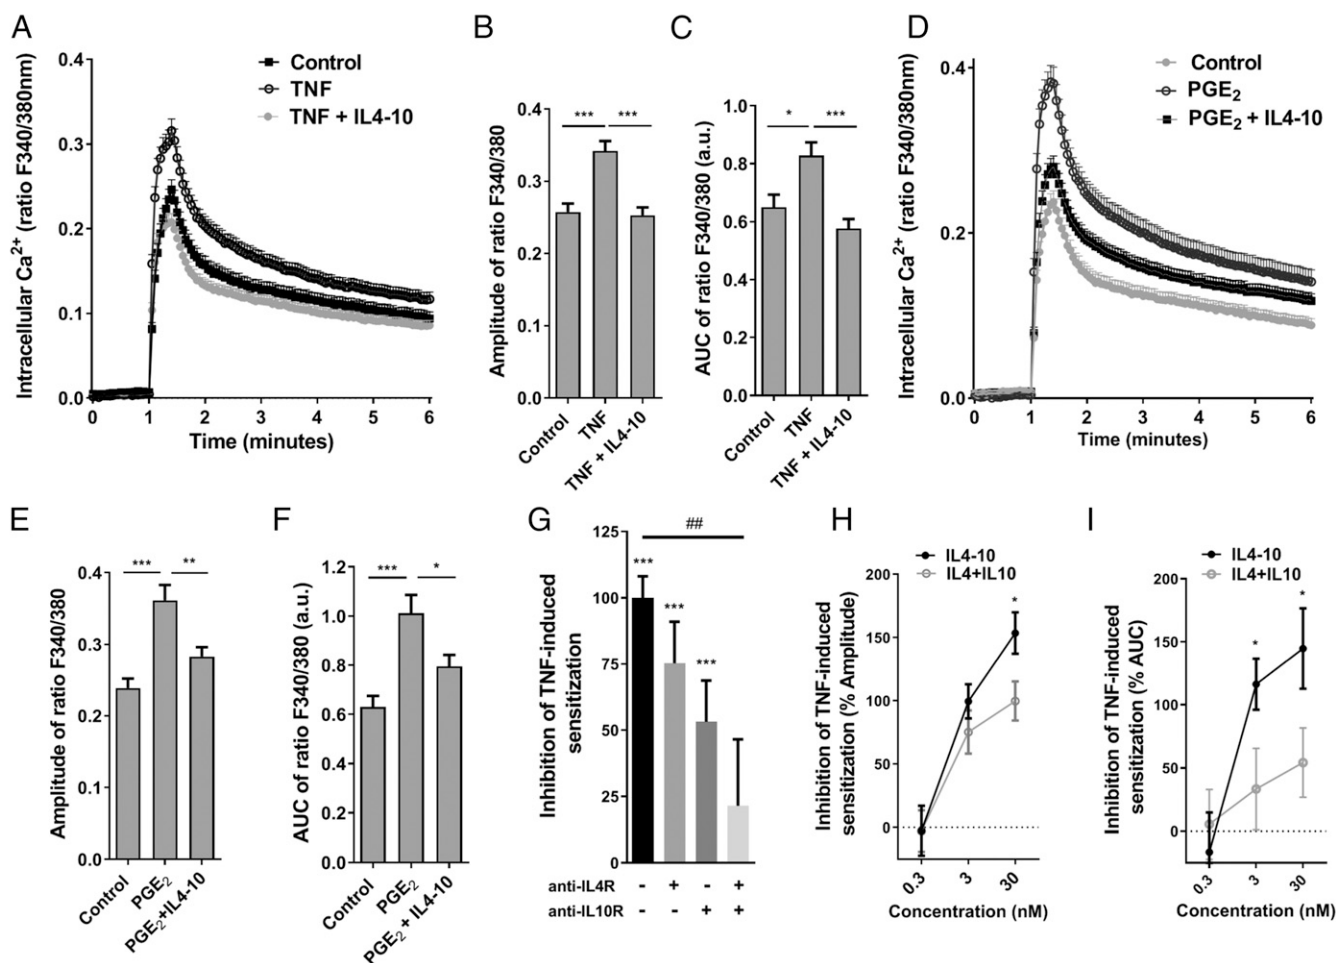 A
Intracellular Ca²⁺ (ratio F340/380nm)
0.4
0.3
0.2
0.1
0.0
0 1 2 3 4 5 6
Time (minutes)
Control
TNF
TNF + IL4-10
B
Amplitude of ratio F340/380
0.4
0.3
0.2
0.1
0.0
*** ***
Control
TNF
TNF + IL4-10
C
AUC of ratio F340/380 (a.u.)
1.0
0.8
0.6
0.4
0.2
0.0
* ***
Control
TNF
TNF + IL4-10
D
Intracellular Ca²⁺ (ratio F340/380nm)
0.4
0.2
0.0
0 1 2 3 4 5 6
Time (minutes)
Control
PGE₂
PGE₂ + IL4-10
E
Amplitude of ratio F340/380
0.4
0.3
0.2
0.1
0.0
*** **
Control
PGE₂
PGE₂+IL4-10
F
AUC of ratio F340/380 (a.u.)
1.2
1.0
0.8
0.6
0.4
0.2
0.0
*** *
Control
PGE₂
PGE₂ + IL4-10
G
Inhibition of TNF-induced
sensitization
125
100
75
50
25
0
##
***
***
***
anti-IL4R - + - +
anti-IL10R - - + +
H
IL4-10
IL4+IL10
Inhibition of TNF-induced
sensitization (% Amplitude)
200
150
100
50
0
*
0.3 3 30
Concentration (nM)
I
IL4-10
IL4+IL10
Inhibition of TNF-induced
sensitization (% AUC)
200
150
100
50
0
* *
0.3 3 30
Concentration (nM)